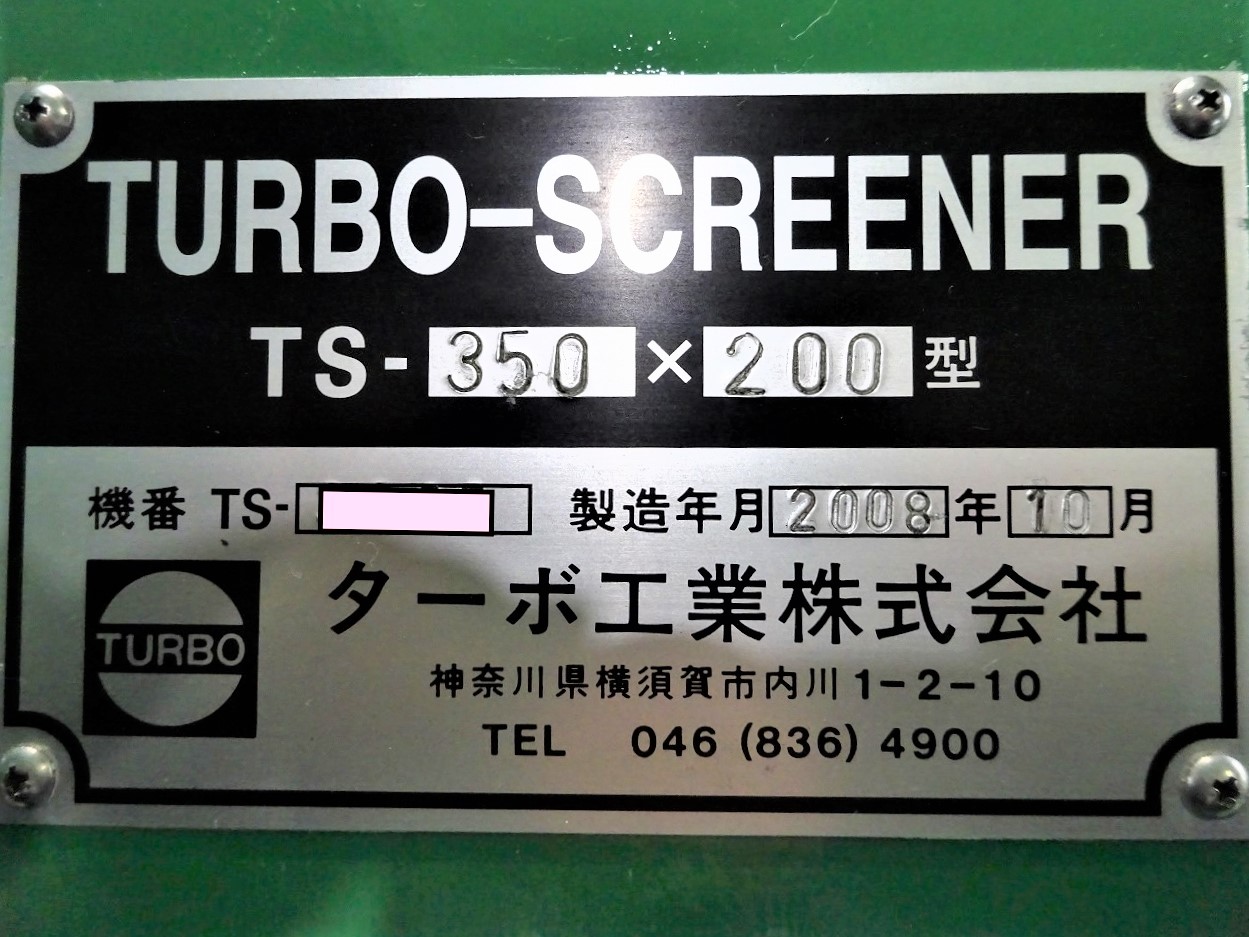 TURBO-SCREENER
TS-350×200型
機番 TS- 製造年月2008年10月
ターボ工業株式会社
TURBO
神奈川県横須賀市内川1-2-10
TEL 046 (836) 4900